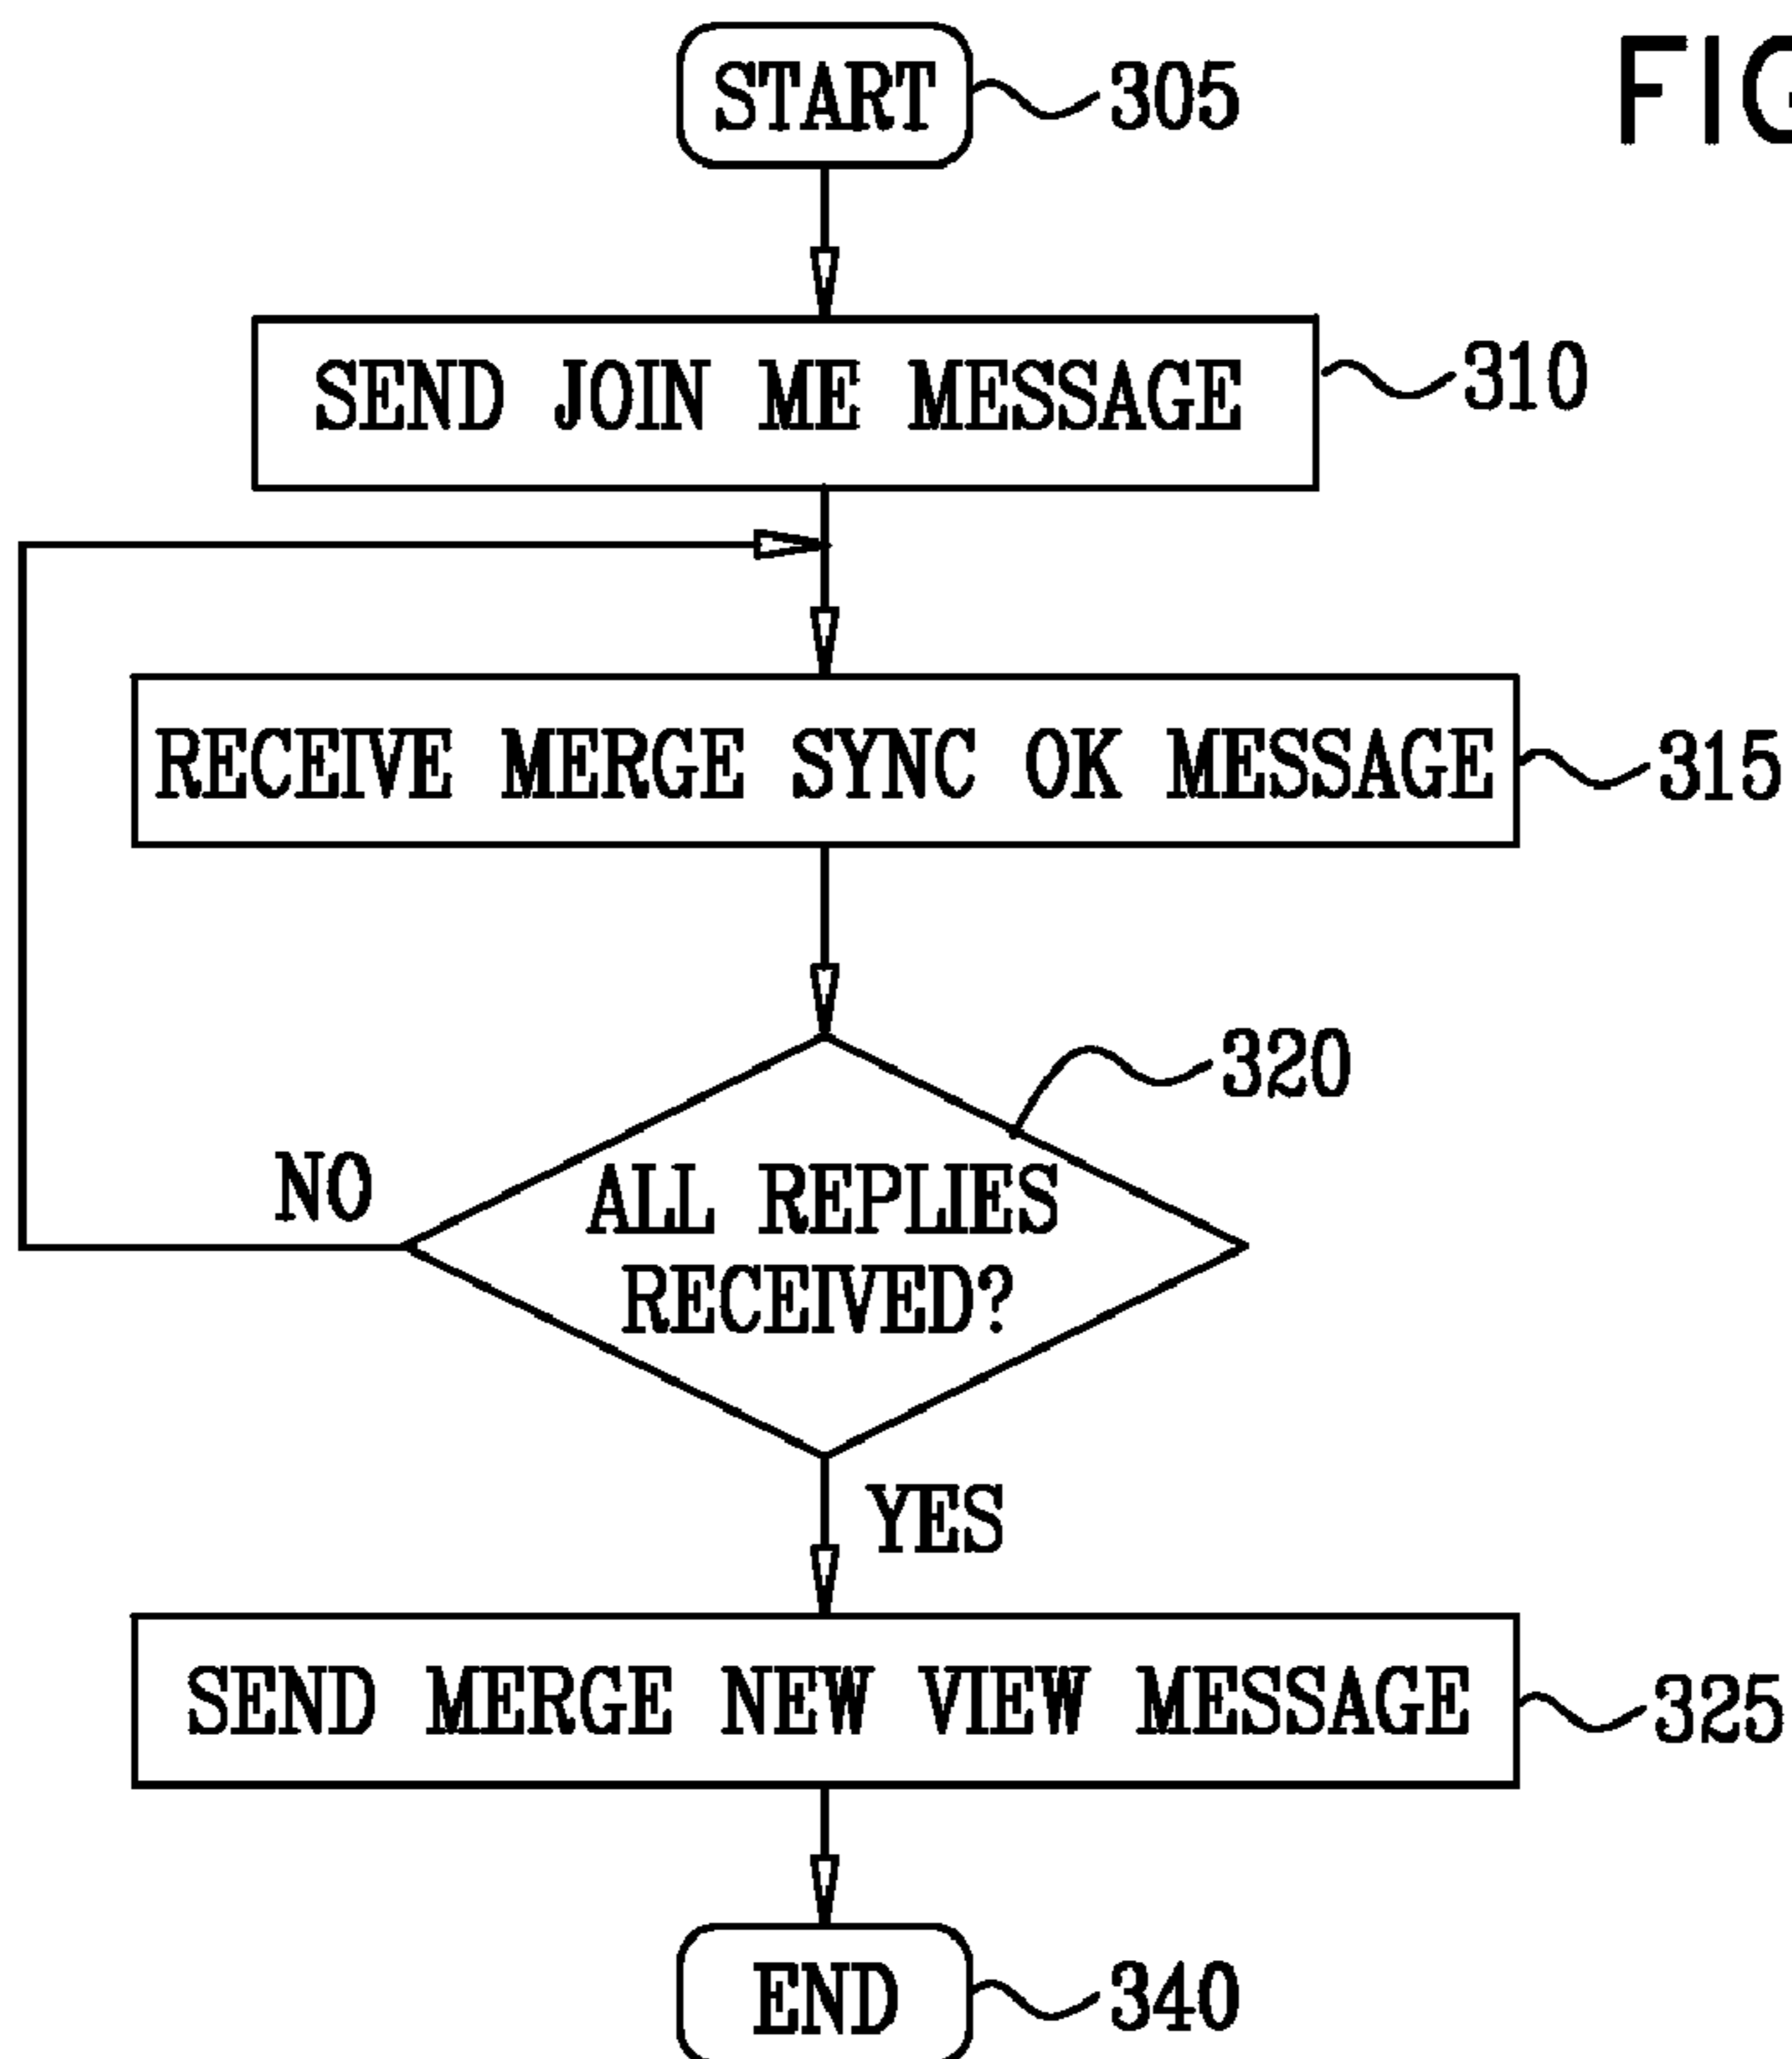 START
305
FIG
SEND JOIN ME MESSAGE
310
RECEIVE MERGE SYNC OK MESSAGE
315
320
NO
ALL REPLIES
RECEIVED?
YES
SEND MERGE NEW VIEW MESSAGE
325
END
340